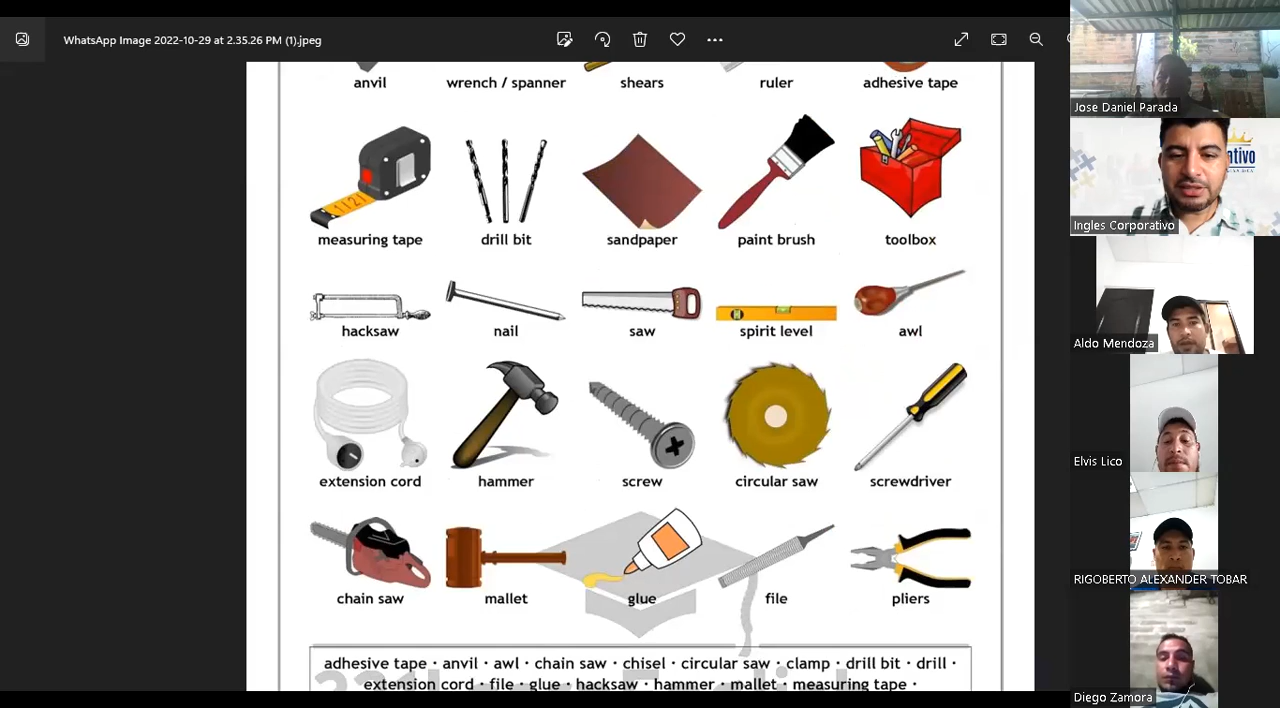 WhatsApp Image 2022-10-29 at 2.35.26 PM (1).jpeg
anvil wrench / spanner shears ruler adhesive tape
measuring tape drill bit sandpaper paint brush toolbox
hacksaw nail saw spirit level awl
extension cord hammer screw circular saw screwdriver
chain saw mallet glue file pliers
adhesive tape · anvil · awl · chain saw · chisel · circular saw · clamp · drill bit · drill ·
extension cord · file · glue · hacksaw · hammer · mallet · measuring tape ·
Jose Daniel Parada
Ingles Corporativo
Aldo Mendoza
Elvis Lico
RIGOBERTO ALEXANDER TOBAR
Diego Zamora